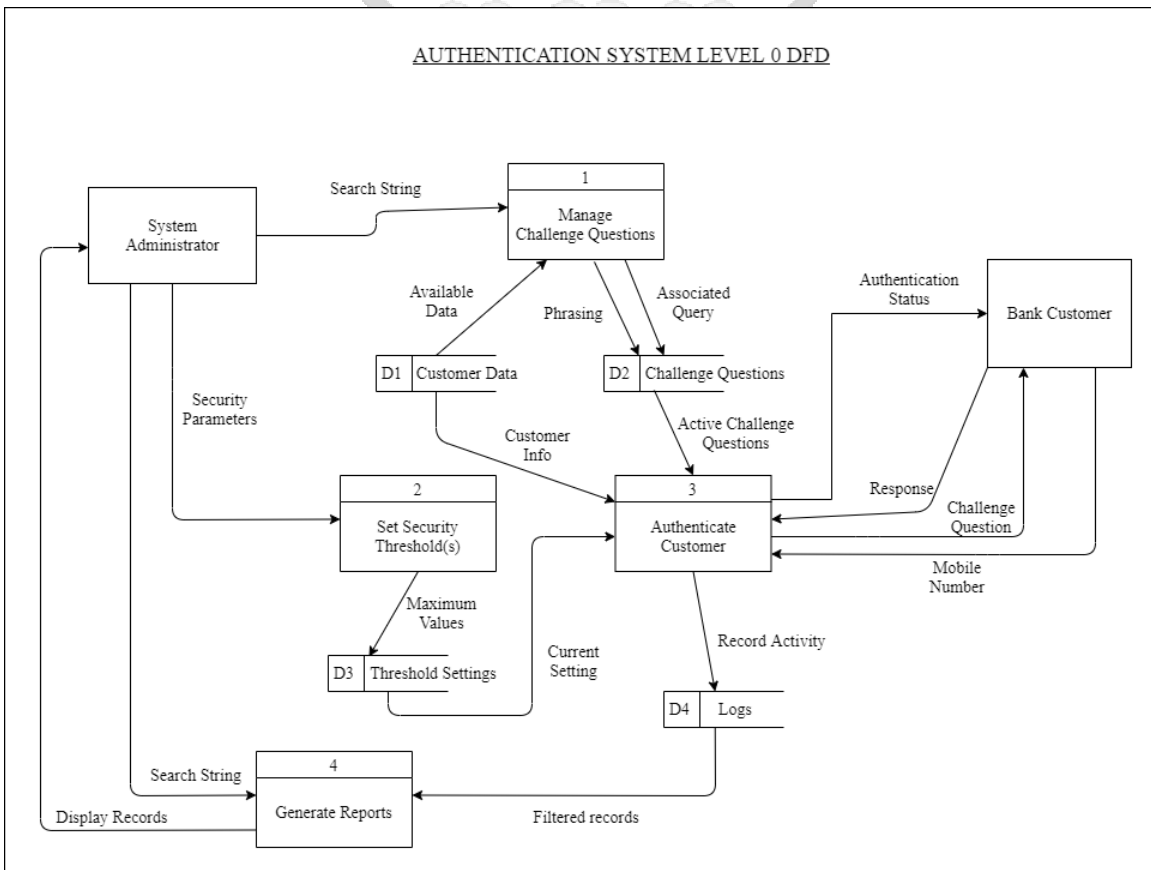 AUTHENTICATION SYSTEM LEVEL 0 DFD
1
Search String
System
Administrator
Manage
Challenge Questions
Available
Data
Phrasing
Associated
Query
Authentication
Status
Bank Customer
D1
Customer Data
D2
Challenge Questions
Security
Parameters
Customer
Info
Active Challenge
Questions
2
3
Response
Set Security
Threshold(s)
Authenticate
Customer
Challenge
Question
Mobile
Number
Maximum
Values
Record Activity
D3
Threshold Settings
Current
Setting
D4
Logs
4
Search String
Generate Reports
Display Records
Filtered records